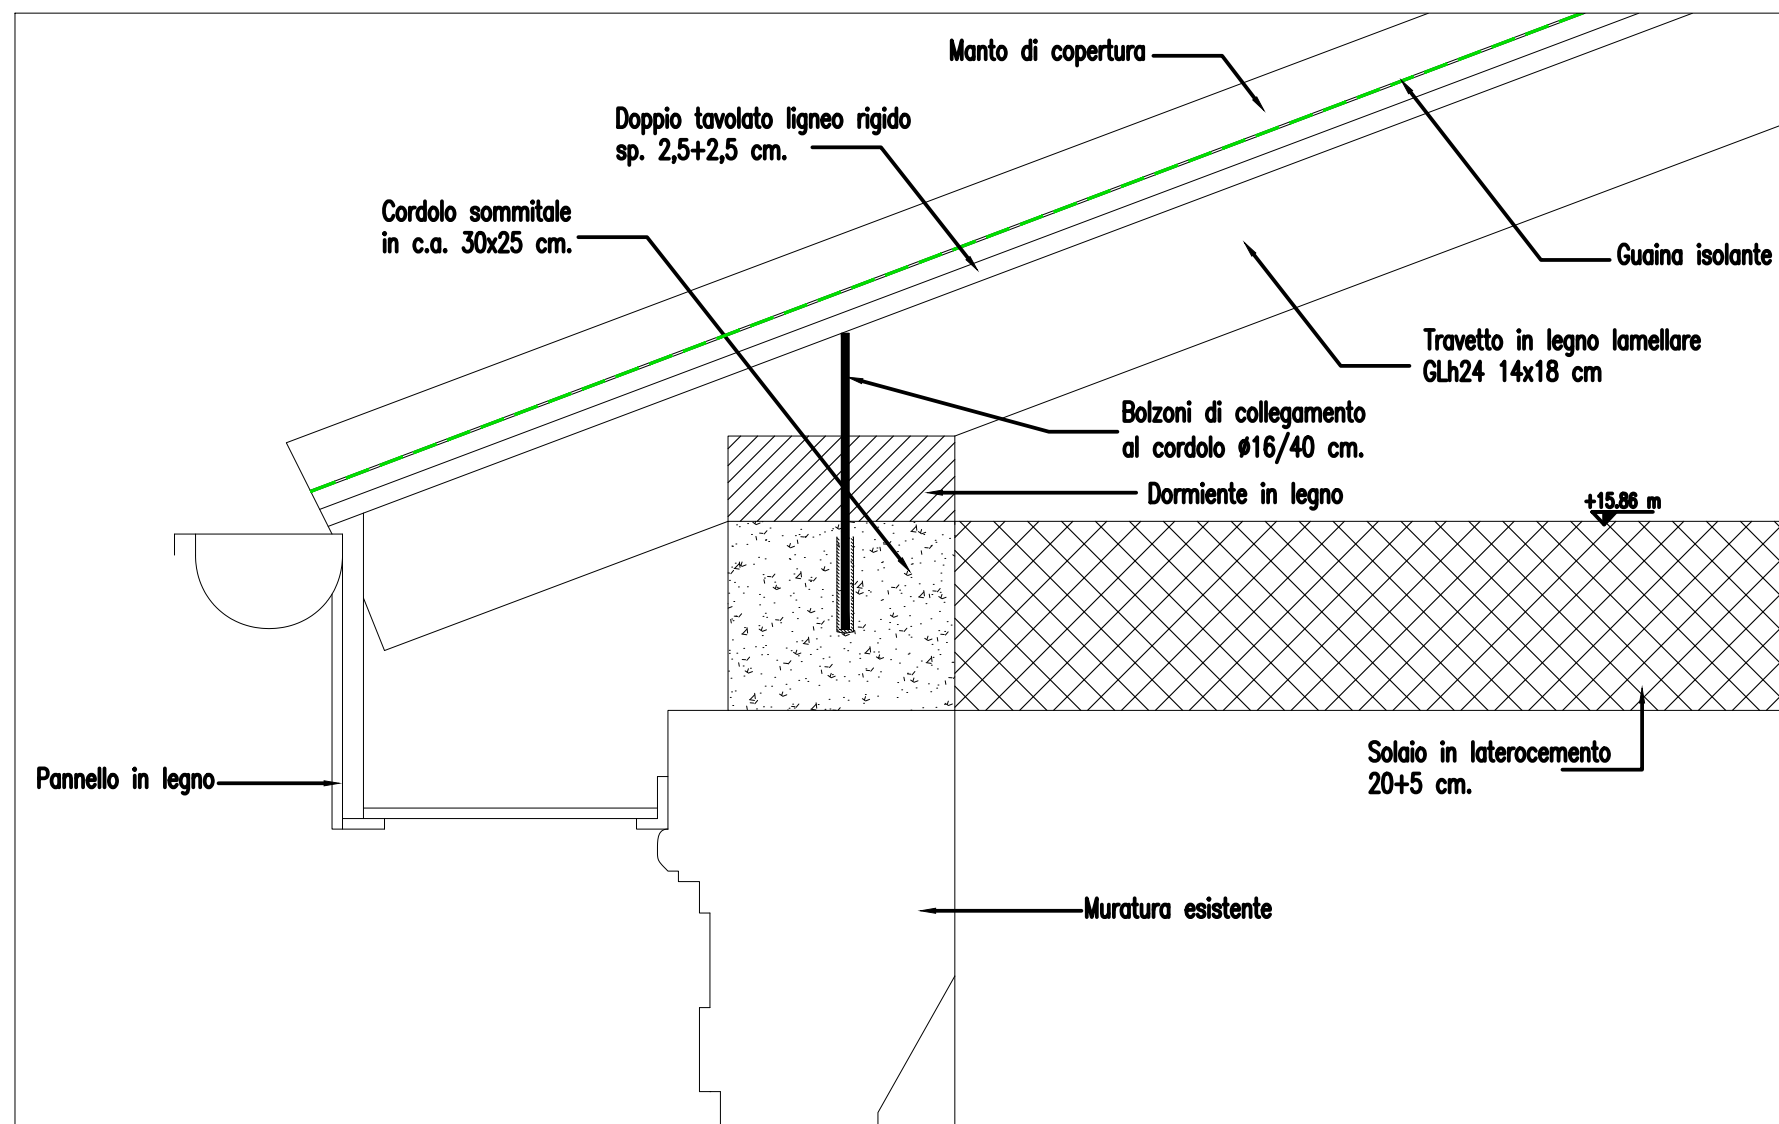 Manto di copertura
Doppio tavolato ligneo rigido
sp. 2,5+2,5 cm.
Cordolo sommitale
in c.a. 30x25 cm.
Guaina isolante
Travetto in legno lamellare
GLh24 14x18 cm
Bolzoni di collegamento
al cordolo ø16/40 cm.
Dormiente in legno
+15.86 m
Solaio in laterocemento
20+5 cm.
Pannello in legno
Muratura esistente